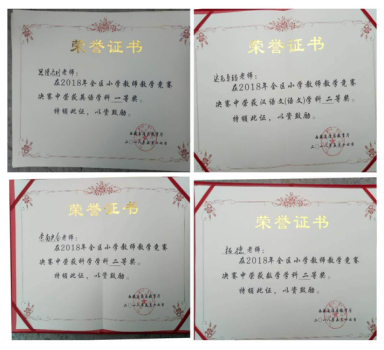 荣誉证书
老师：
在2018年全区小学教师教学竞赛
决赛中荣获英语学科一等奖。
特颁此证，以资鼓励。
荣誉证书
老师：
在2018年全区小学教师教学竞赛
决赛中荣获汉语文(语文)学科二等奖。
特颁此证，以资鼓励。
荣誉证书
老师：
在2018年全区小学教师教学竞赛
决赛中荣获科学学科二等奖。
特颁此证，以资鼓励。
荣誉证书
杨捷老师：
在2018年全区小学教师教学竞赛
决赛中荣获数学学科二等奖。
特颁此证，以资鼓励。